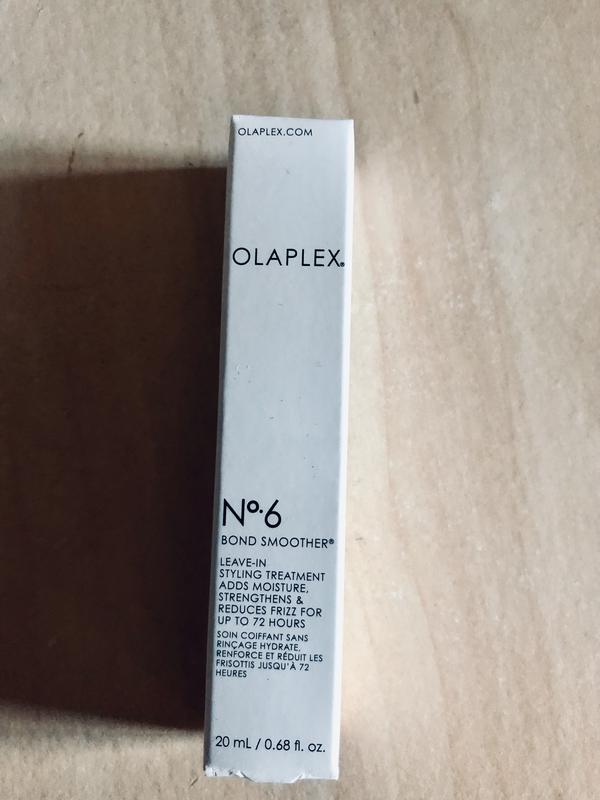 OLAPLEX.COM
OLAPLEX®
Nº.6
BOND SMOOTHER®
LEAVE-IN
STYLING TREATMENT
ADDS MOISTURE,
STRENGTHENS &
REDUCES FRIZZ FOR
UP TO 72 HOURS
SOIN COIFFANT SANS
RINÇAGE HYDRATE,
RENFORCE ET RÉDUIT LES
FRISOTTIS JUSQU'À 72
HEURES
20 mL / 0.68 fl. oz.